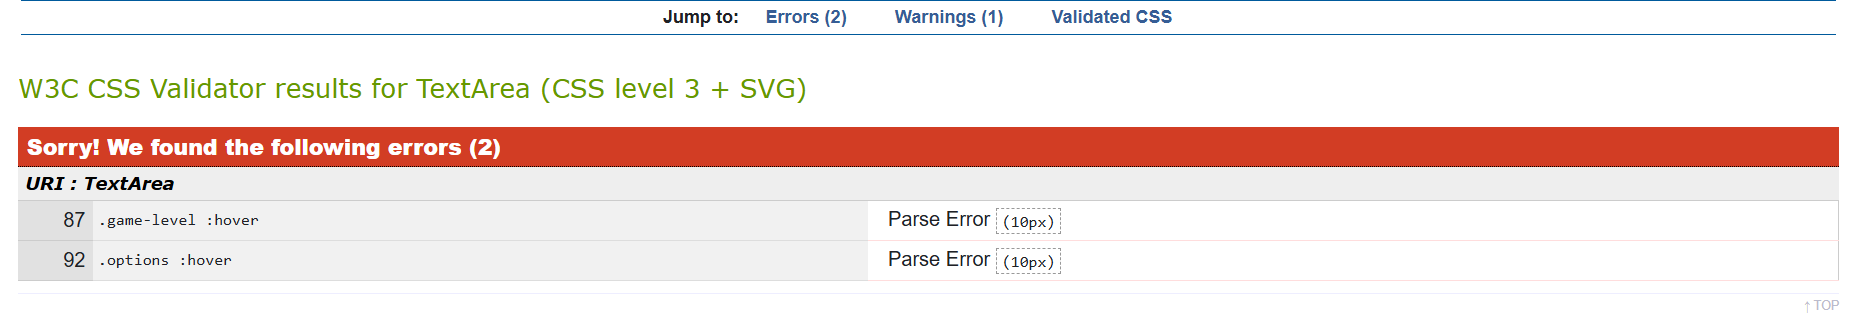 Jump to: Errors (2) Warnings (1) Validated CSS
W3C CSS Validator results for TextArea (CSS level 3 + SVG)
Sorry! We found the following errors (2)
URI : TextArea
87 .game-level :hover Parse Error (10px)
92 .options :hover Parse Error (10px)
↑ TOP